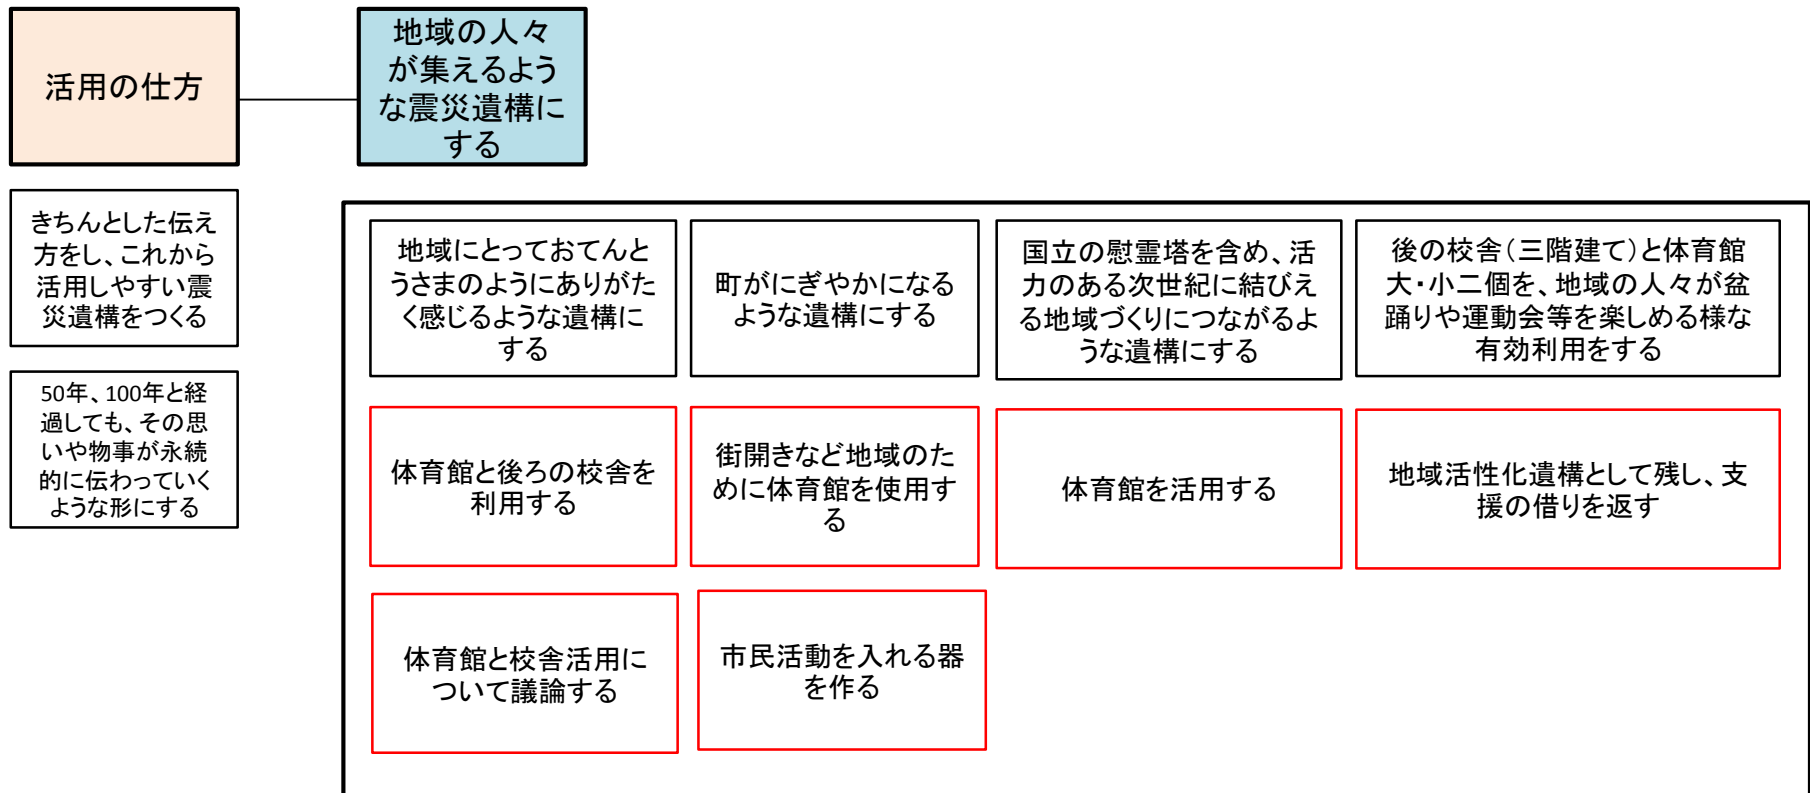 活用の仕方
地域の人々
が集えるよう
な震災遺構に
する
きちんとした伝え
方をし、これから
活用しやすい震
災遺構をつくる
50年、100年と経
過しても、その思
いや物事が永続
的に伝わっていく
ような形にする
地域にとっておてんと
うさまのようにありがた
く感じるような遺構に
する
町がにぎやかになる
ような遺構にする
国立の慰霊塔を含め、活
力のある次世紀に結びえ
る地域づくりにつながるよ
うな遺構にする
後の校舎（三階建て）と体育館
大・小二個を、地域の人々が盆
踊りや運動会等を楽しめる様な
有効利用をする
体育館と後ろの校舎を
利用する
街開きなど地域のた
めに体育館を使用す
る
体育館を活用する
地域活性化遺構として残し、支
援の借りを返す
体育館と校舎活用に
ついて議論する
市民活動を入れる器
を作る